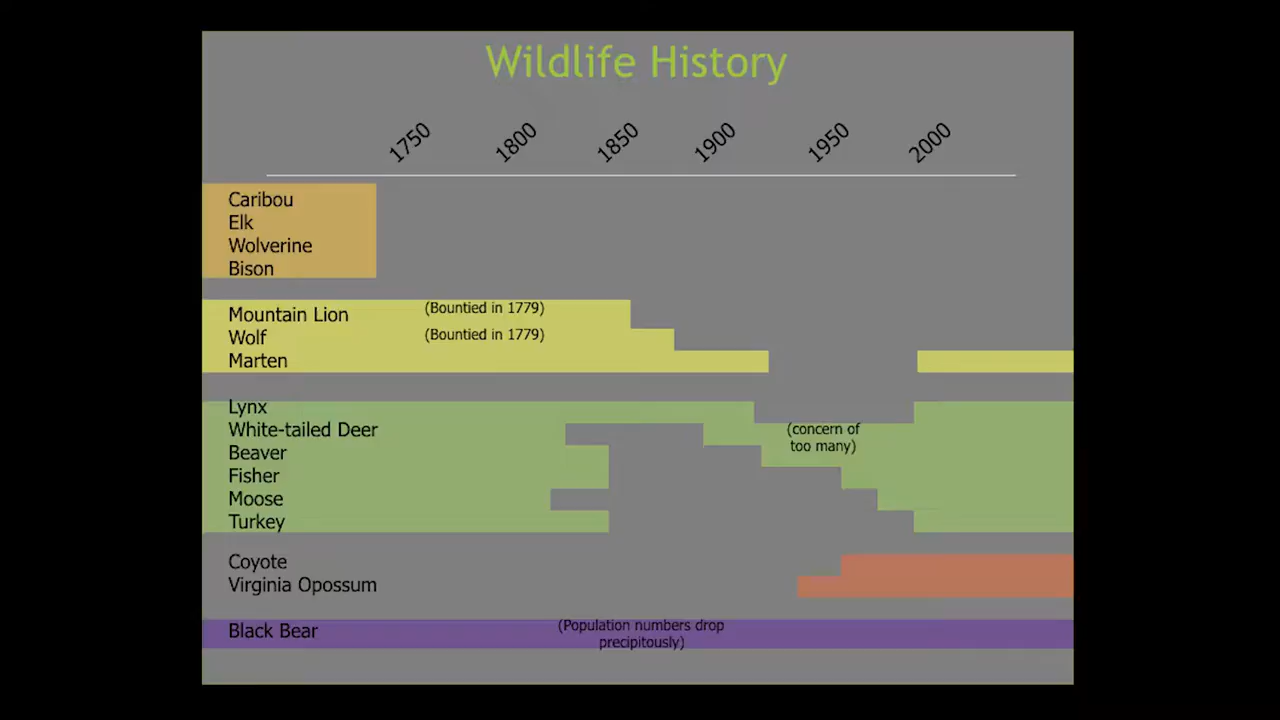 Wildlife History
1750 1800 1850 1900 1950 2000
Caribou
Elk
Wolverine
Bison
Mountain Lion (Bountied in 1779)
Wolf (Bountied in 1779)
Marten
Lynx
White-tailed Deer (concern of
too many)
Beaver
Fisher
Moose
Turkey
Coyote
Virginia Opossum
Black Bear (Population numbers drop
precipitously)